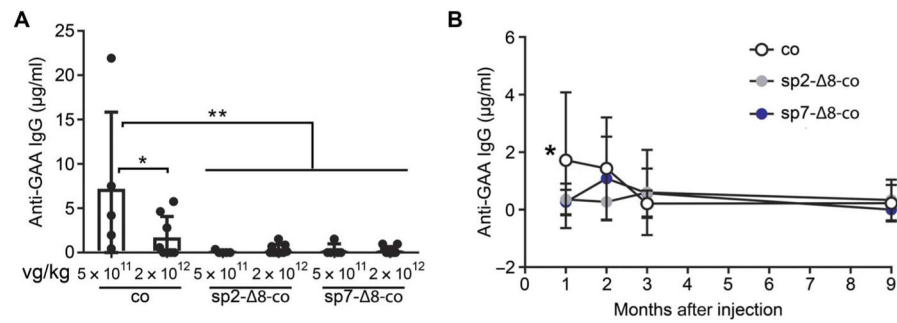 A
25
20
15
10
5
0
Anti-GAA IgG (µg/ml)
**
*
vg/kg 5 × 10¹¹ 2 × 10¹² 5 × 10¹¹ 2 × 10¹² 5 × 10¹¹ 2 × 10¹²
co sp2-Δ8-co sp7-Δ8-co
B
6
4
2
0
−2
Anti-GAA IgG (µg/ml)
*
co
sp2-Δ8-co
sp7-Δ8-co
0 1 2 3 4 5 6 7 8 9
Months after injection